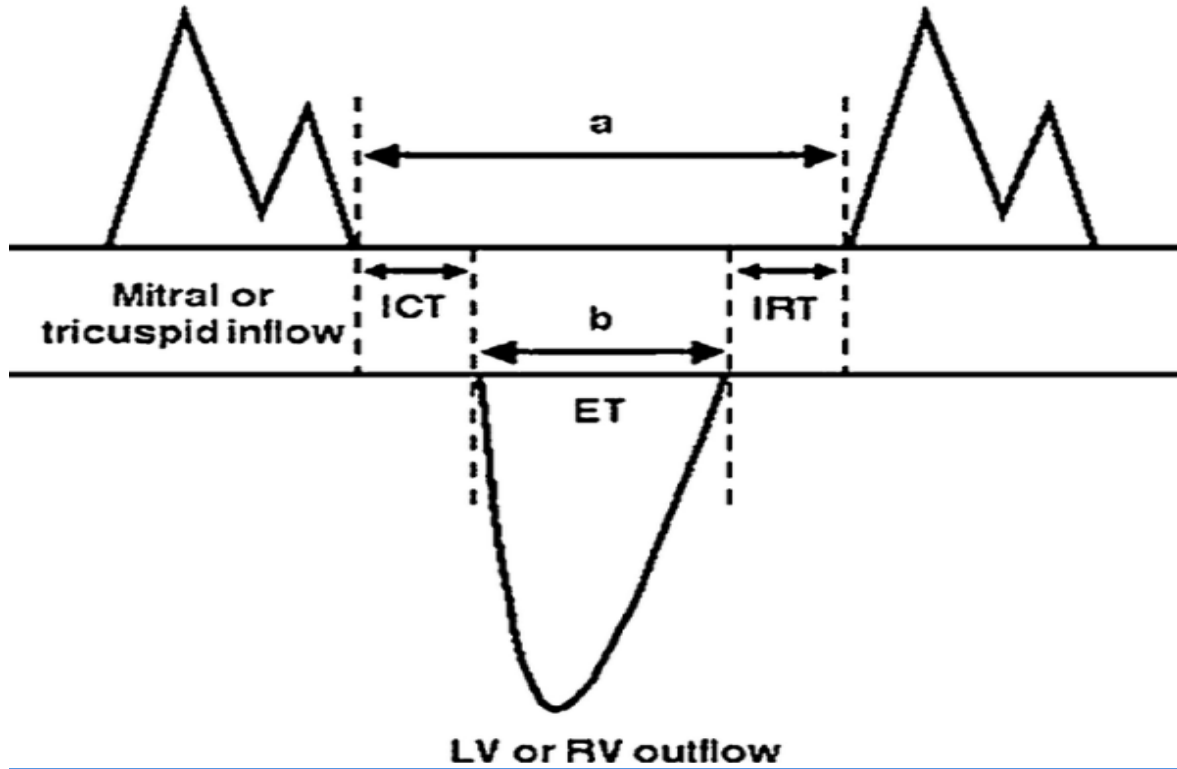 a
Mitral or
tricuspid inflow
ICT
b
IRT
ET
LV or RV outflow